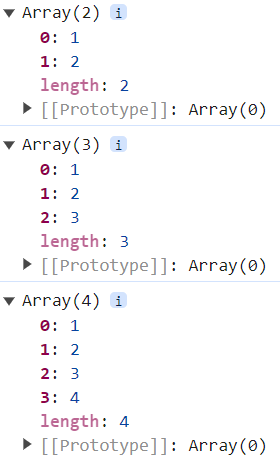 ▼ Array(2) i
0: 1
1: 2
length: 2
▶ [[Prototype]]: Array(0)
▼ Array(3) i
0: 1
1: 2
2: 3
length: 3
▶ [[Prototype]]: Array(0)
▼ Array(4) i
0: 1
1: 2
2: 3
3: 4
length: 4
▶ [[Prototype]]: Array(0)